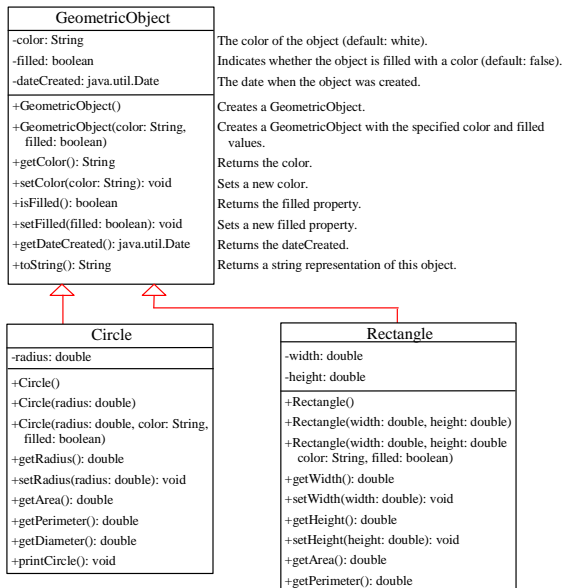 GeometricObject
-color: String
The color of the object (default: white).
-filled: boolean
Indicates whether the object is filled with a color (default: false).
-dateCreated: java.util.Date
The date when the object was created.
+GeometricObject()
Creates a GeometricObject.
+GeometricObject(color: String,
filled: boolean)
Creates a GeometricObject with the specified color and filled
values.
+getColor(): String
Returns the color.
+setColor(color: String): void
Sets a new color.
+isFilled(): boolean
Returns the filled property.
+setFilled(filled: boolean): void
Sets a new filled property.
+getDateCreated(): java.util.Date
Returns the dateCreated.
+toString(): String
Returns a string representation of this object.
Circle
-radius: double
+Circle()
+Circle(radius: double)
+Circle(radius: double, color: String,
filled: boolean)
+getRadius(): double
+setRadius(radius: double): void
+getArea(): double
+getPerimeter(): double
+getDiameter(): double
+printCircle(): void
Rectangle
-width: double
-height: double
+Rectangle()
+Rectangle(width: double, height: double)
+Rectangle(width: double, height: double
color: String, filled: boolean)
+getWidth(): double
+setWidth(width: double): void
+getHeight(): double
+setHeight(height: double): void
+getArea(): double
+getPerimeter(): double